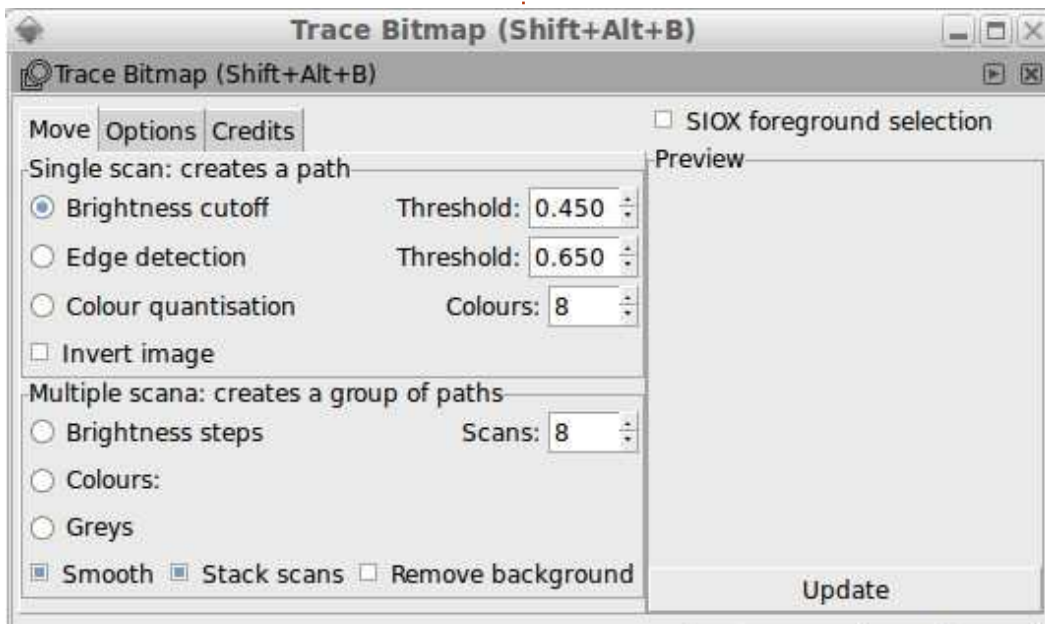 Trace Bitmap (Shift+Alt+B)
Trace Bitmap (Shift+Alt+B)
Move Options Credits
SIOX foreground selection
Single scan: creates a path
Brightness cutoff Threshold: 0.450
Edge detection Threshold: 0.650
Colour quantisation Colours: 8
Invert image
Multiple scana: creates a group of paths
Brightness steps Scans: 8
Colours:
Greys
Smooth Stack scans Remove background
Preview
Update